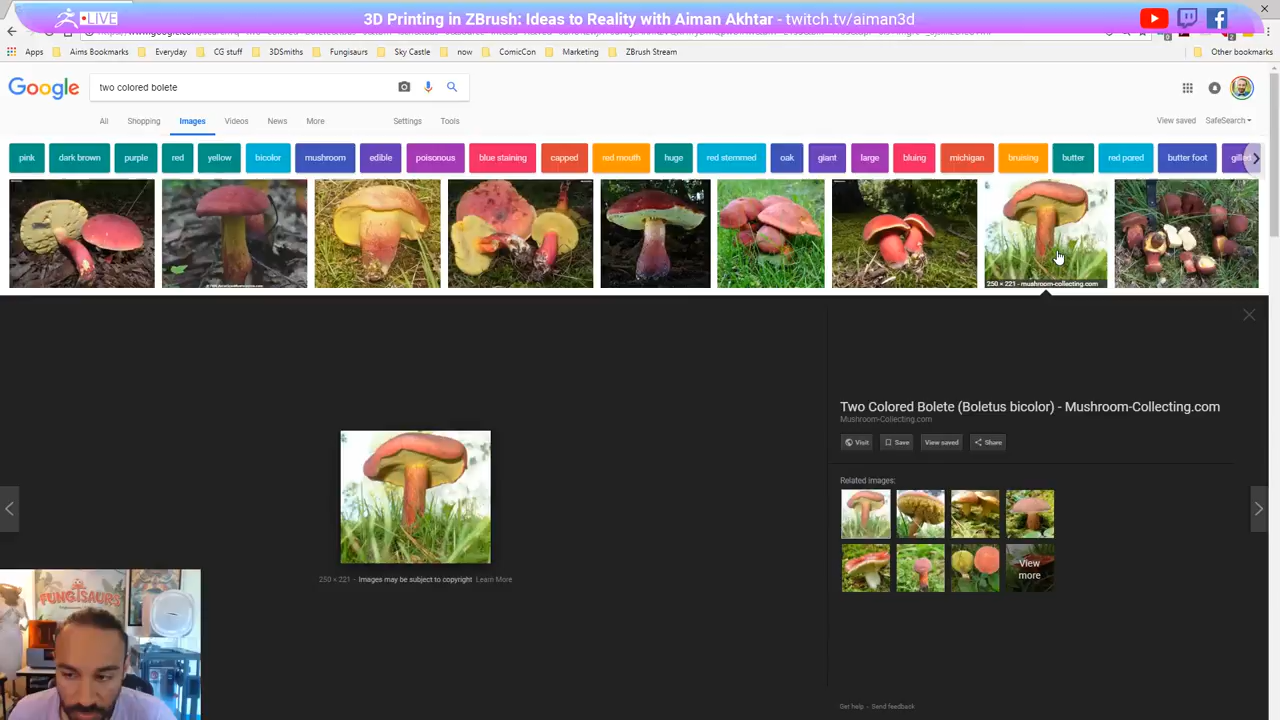 LIVE
3D Printing in ZBrush: Ideas to Reality with Aiman Akhtar - twitch.tv/aiman3d
Apps Aims Bookmarks Everyday CG stuff 3DSmiths Fungisaurs Sky Castle now ComicCon Marketing ZBrush Stream Other bookmarks
Google
two colored bolete
All Shopping Images Videos News More Settings Tools View saved SafeSearch
pink dark brown purple red yellow bicolor mushroom edible poisonous blue staining capped red mouth huge red stemmed oak giant large bluing michigan bruising butter red pored butter foot gilled
250 × 221 - mushroom-collecting.com
Two Colored Bolete (Boletus bicolor) - Mushroom-Collecting.com
Mushroom-Collecting.com
Visit Save View saved Share
Related images:
View more
250 × 221 - Images may be subject to copyright Learn More
FUNGISAURS
Get help - Send feedback